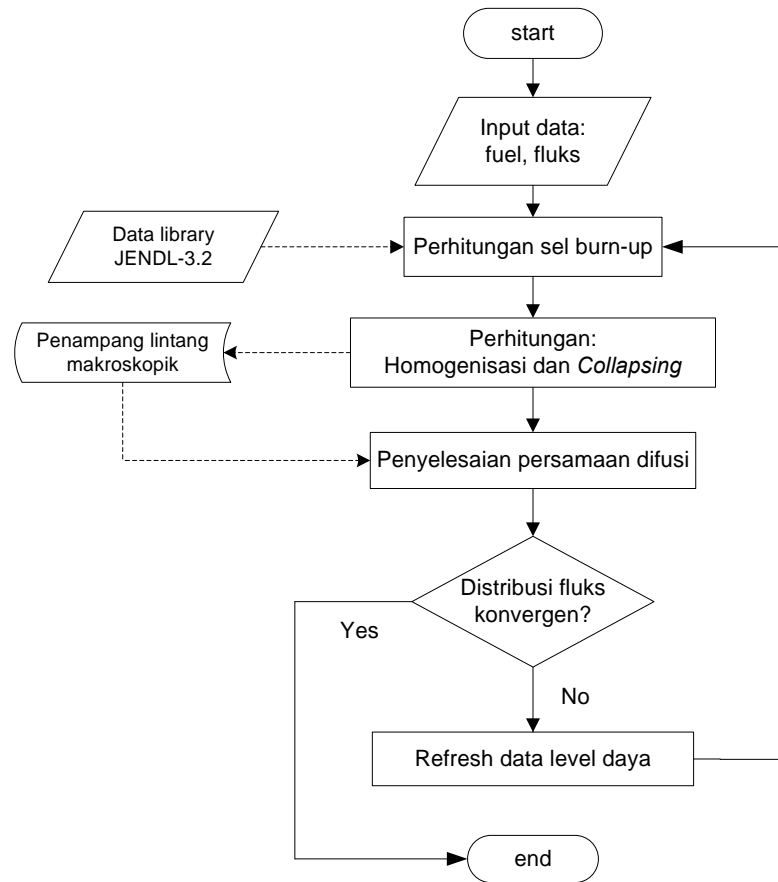 start
Input data:
fuel, fluks
Data library
JENDL-3.2
Perhitungan sel burn-up
Penampang lintang
makroskopik
Perhitungan:
Homogenisasi dan Collapsing
Penyelesaian persamaan difusi
Distribusi fluks
konvergen?
Yes
No
Refresh data level daya
end